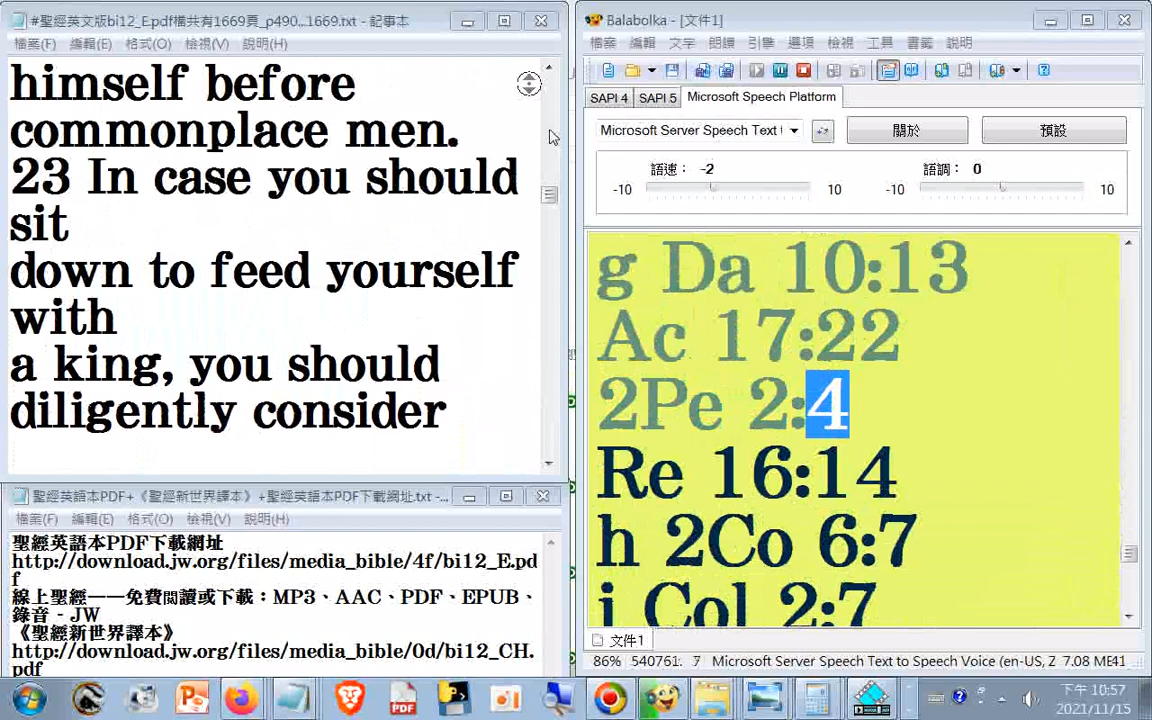 #聖經英文版bi12_E.pdf橫共有1669頁_p490...1669.txt - 記事本
檔案(F) 編輯(E) 格式(O) 檢視(V) 說明(H)
himself before
commonplace men.
23 In case you should
sit
down to feed yourself
with
a king, you should
diligently consider
聖經英語本PDF+《聖經新世界譯本》+聖經英語本PDF下載網址.txt -...
檔案(F) 編輯(E) 格式(O) 檢視(V) 說明(H)
聖經英語本PDF下載網址
http://download.jw.org/files/media_bible/4f/bi12_E.pd
f
線上聖經——免費閱讀或下載：MP3、AAC、PDF、EPUB、
錄音 - JW
《聖經新世界譯本》
http://download.jw.org/files/media_bible/0d/bi12_CH.
pdf
Balabolka - [文件1]
檔案 編輯 文字 朗讀 引擎 選項 檢視 工具 書籤 說明
SAPI 4 SAPI 5 Microsoft Speech Platform
Microsoft Server Speech Text 關於 預設
語速： -2 語調： 0
-10 10 -10 10
g Da 10:13
Ac 17:22
2Pe 2:4
Re 16:14
h 2Co 6:7
i Col 2:7
文件1
86% 540761. 7 Microsoft Server Speech Text to Speech Voice (en-US, Z 7.08 ME41
下午 10:57
2021/11/15